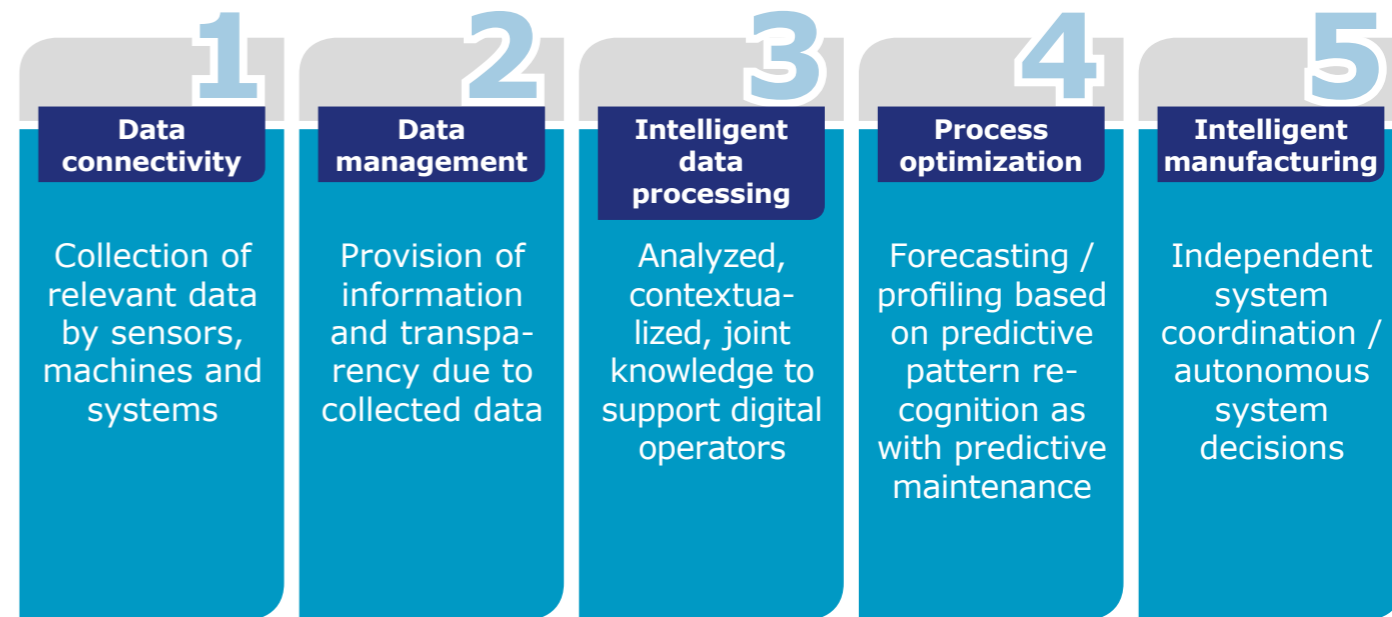 1
Data
connectivity
Collection of
relevant data
by sensors,
machines and
systems
2
Data
management
Provision of
information
and transpa-
rency due to
collected data
3
Intelligent
data
processing
Analyzed,
contextua-
lized, joint
knowledge to
support digital
operators
4
Process
optimization
Forecasting /
profiling based
on predictive
pattern re-
cognition as
with predictive
maintenance
5
Intelligent
manufacturing
Independent
system
coordination /
autonomous
system
decisions